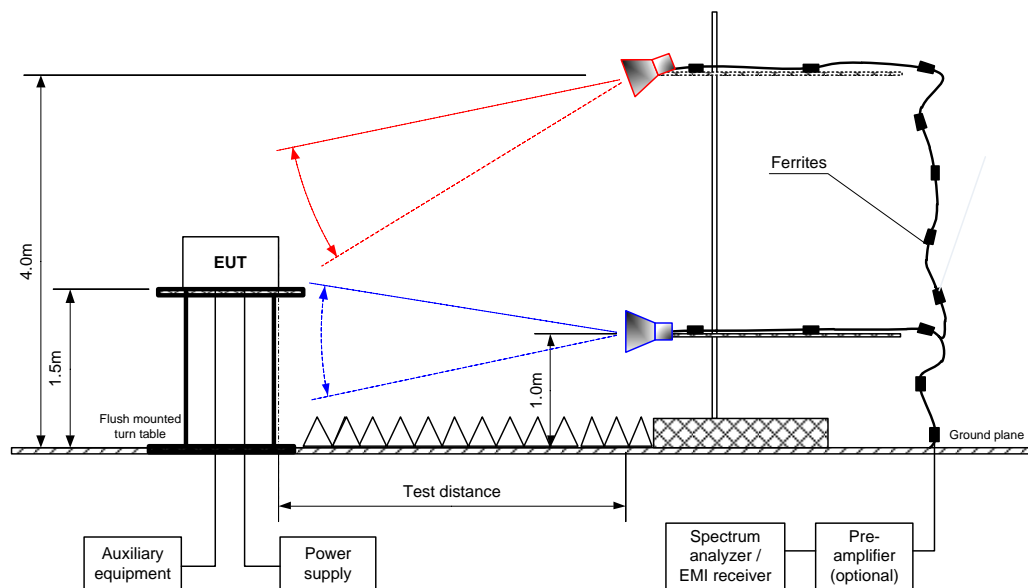 Ferrites
4.0m
EUT
1.5m
1.0m
Flush mounted
turn table
Ground plane
Test distance
Auxiliary
equipment
Power
supply
Spectrum
analyzer /
EMI receiver
Pre-
amplifier
(optional)